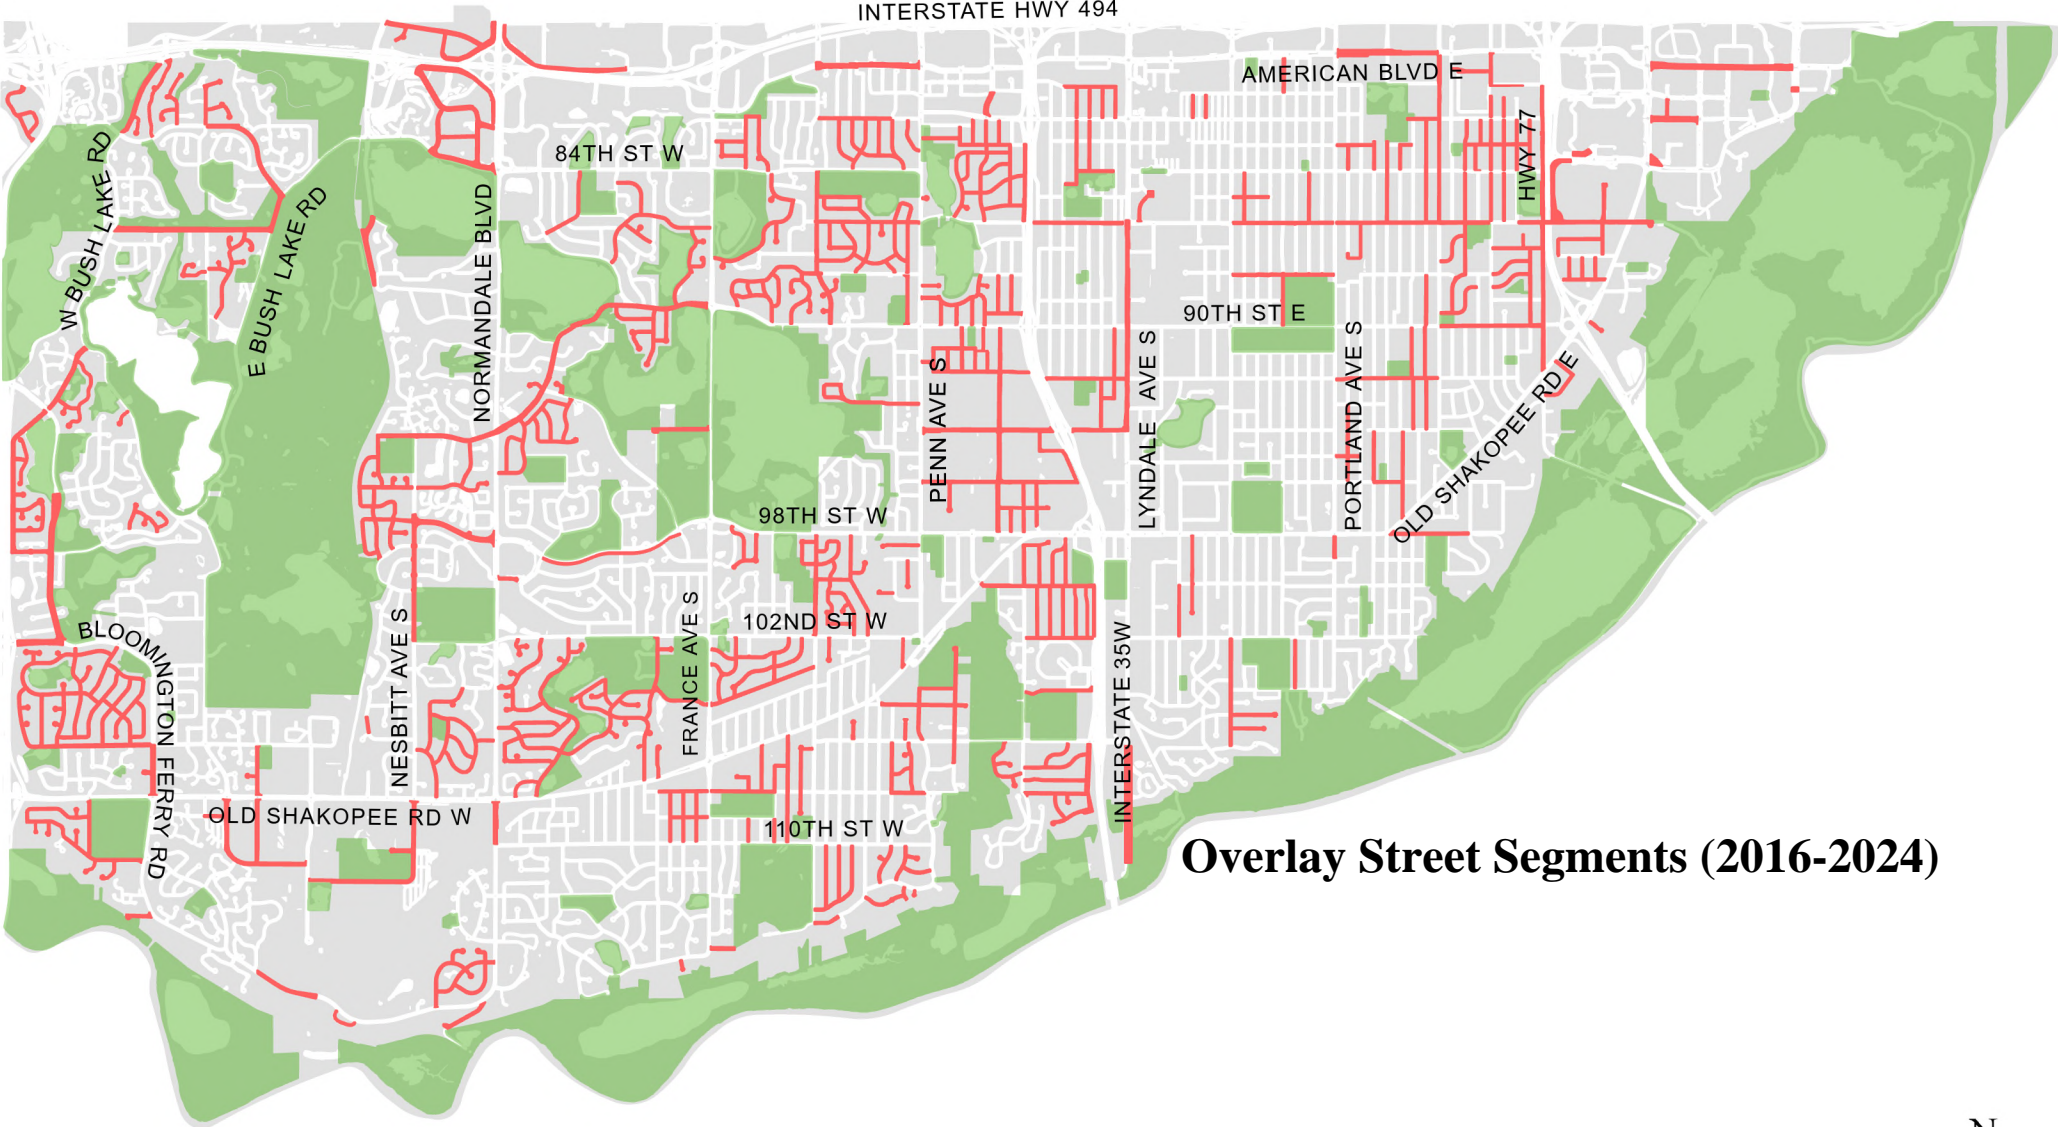 INTERSTATE HWY 494
AMERICAN BLVD E
HWY 77
84TH ST W
W BUSH LAKE RD
E BUSH LAKE RD
NORMANDALE BLVD
90TH ST E
PENN AVE S
LYNDALE AVE S
PORTLAND AVE S
OLD SHAKOPEE RD E
98TH ST W
102ND ST W
FRANCE AVE S
NESBITT AVE S
BLOOMINGTON FERRY RD
INTERSTATE 35W
OLD SHAKOPEE RD W
110TH ST W
Overlay Street Segments (2016-2024)
N